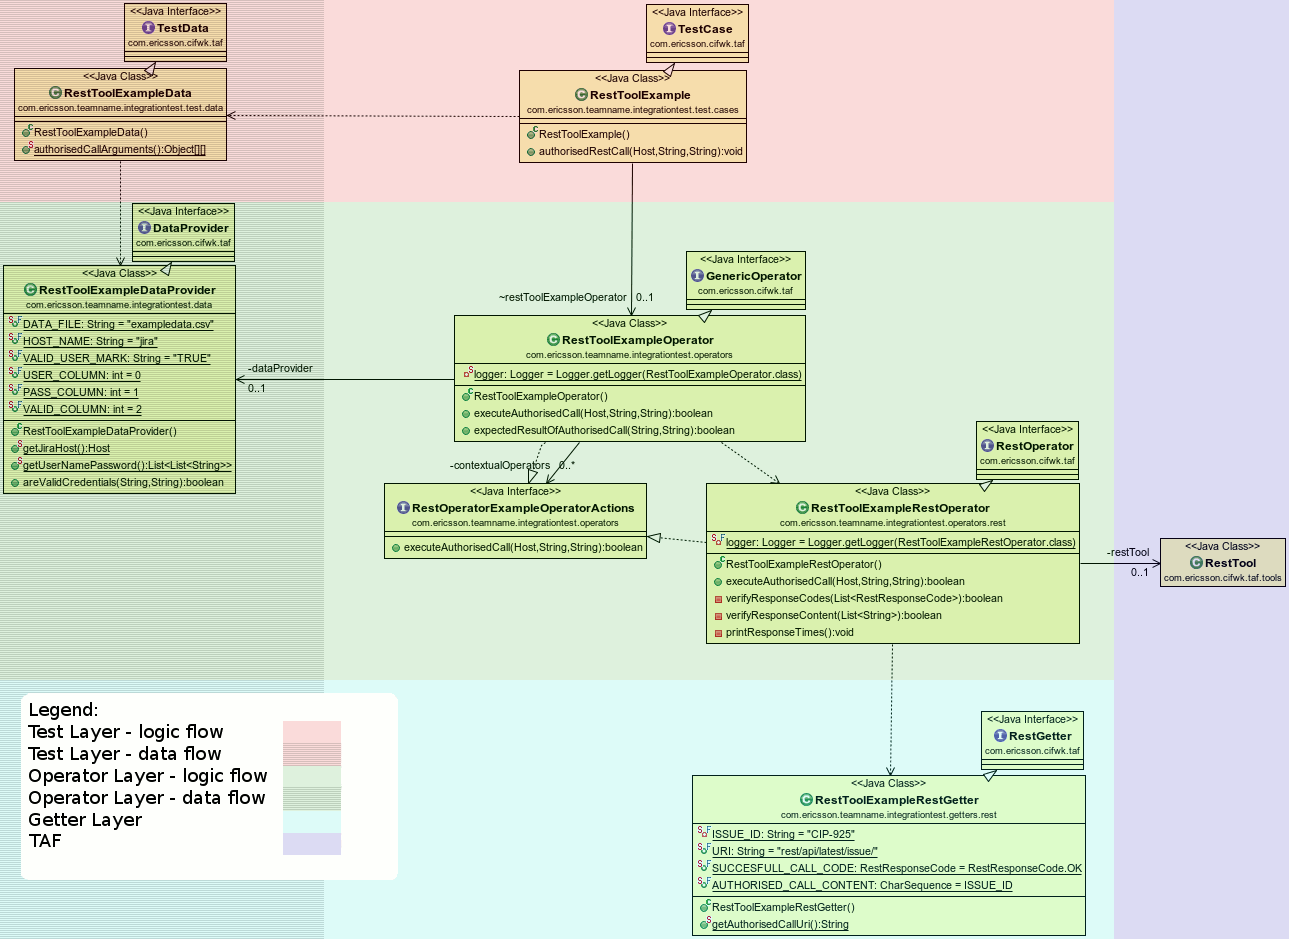 <<Java Interface>>
TestData
com.ericsson.cifwk.taf
<<Java Class>>
RestToolExampleData
com.ericsson.teamname.integrationtest.test.data
RestToolExampleData()
authorisedCallArguments():Object[][]
<<Java Interface>>
TestCase
com.ericsson.cifwk.taf
<<Java Class>>
RestToolExample
com.ericsson.teamname.integrationtest.test.cases
RestToolExample()
authorisedRestCall(Host,String,String):void
<<Java Interface>>
DataProvider
com.ericsson.cifwk.taf
<<Java Class>>
RestToolExampleDataProvider
com.ericsson.teamname.integrationtest.data
DATA_FILE: String = "exampledata.csv"
HOST_NAME: String = "jira"
VALID_USER_MARK: String = "TRUE"
USER_COLUMN: int = 0
PASS_COLUMN: int = 1
VALID_COLUMN: int = 2
RestToolExampleDataProvider()
getJiraHost():Host
getUserNamePassword():List<List<String>>
areValidCredentials(String,String):boolean
<<Java Interface>>
GenericOperator
com.ericsson.cifwk.taf
~restToolExampleOperator 0..1
<<Java Class>>
RestToolExampleOperator
com.ericsson.teamname.integrationtest.operators
logger: Logger = Logger.getLogger(RestToolExampleOperator.class)
RestToolExampleOperator()
executeAuthorisedCall(Host,String,String):boolean
expectedResultOfAuthorisedCall(String,String):boolean
-dataProvider
0..1
-contextualOperators 0..*
<<Java Interface>>
RestOperatorExampleOperatorActions
com.ericsson.teamname.integrationtest.operators
executeAuthorisedCall(Host,String,String):boolean
<<Java Interface>>
RestOperator
com.ericsson.cifwk.taf
<<Java Class>>
RestToolExampleRestOperator
com.ericsson.teamname.integrationtest.operators.rest
logger: Logger = Logger.getLogger(RestToolExampleRestOperator.class)
RestToolExampleRestOperator()
executeAuthorisedCall(Host,String,String):boolean
verifyResponseCodes(List<RestResponseCode>):boolean
verifyResponseContent(List<String>):boolean
printResponseTimes():void
-restTool
0..1
<<Java Class>>
RestTool
com.ericsson.cifwk.taf.tools
Legend:
Test Layer - logic flow
Test Layer - data flow
Operator Layer - logic flow
Operator Layer - data flow
Getter Layer
TAF
<<Java Interface>>
RestGetter
com.ericsson.cifwk.taf
<<Java Class>>
RestToolExampleRestGetter
com.ericsson.teamname.integrationtest.getters.rest
ISSUE_ID: String = "CIP-925"
URI: String = "rest/api/latest/issue/"
SUCCESFULL_CALL_CODE: RestResponseCode = RestResponseCode.OK
AUTHORISED_CALL_CONTENT: CharSequence = ISSUE_ID
RestToolExampleRestGetter()
getAuthorisedCallUri():String